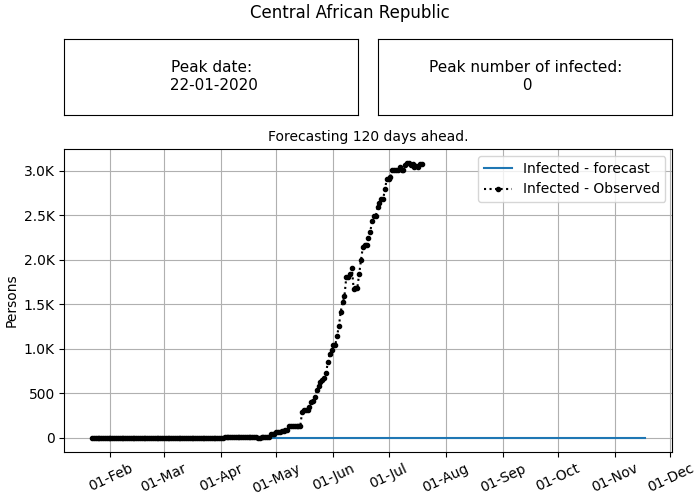 Central African Republic
Peak date:
22-01-2020
Peak number of infected:
0
Forecasting 120 days ahead.
Infected - forecast
Infected - Observed
Persons
3.0K
2.5K
2.0K
1.5K
1.0K
500
0
01-Feb
01-Mar
01-Apr
01-May
01-Jun
01-Jul
01-Aug
01-Sep
01-Oct
01-Nov
01-Dec